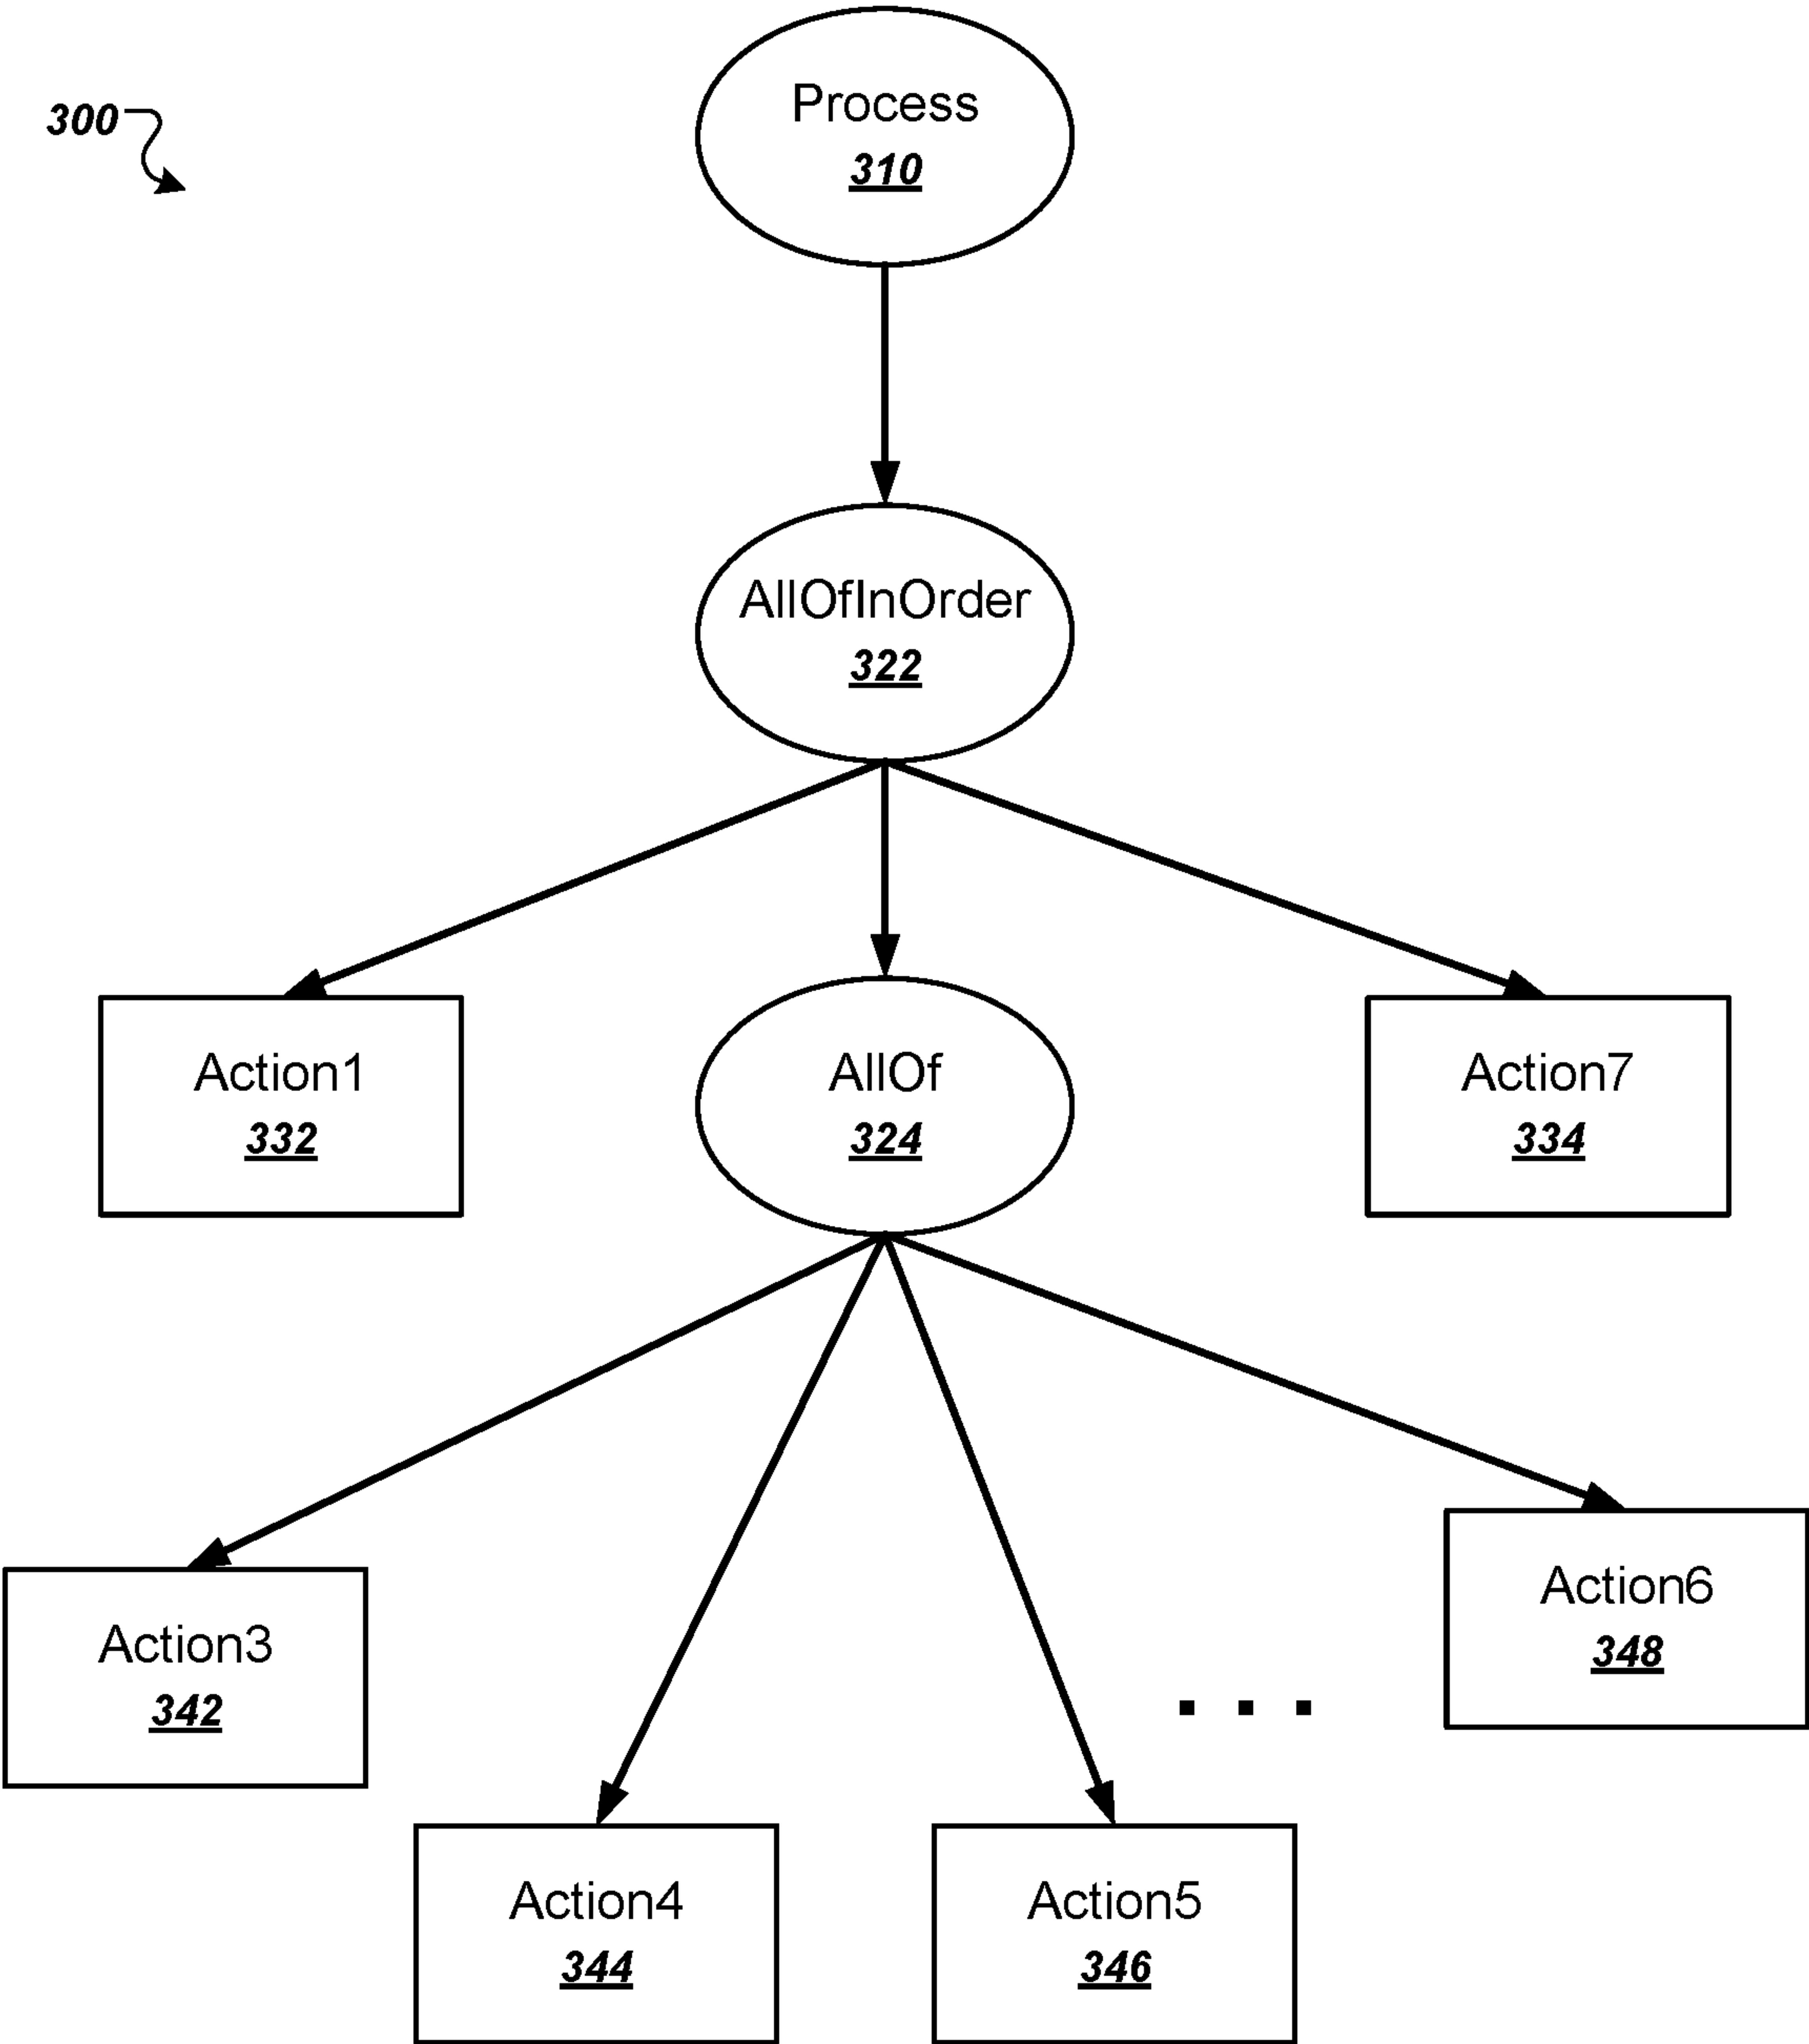 300
Process
310
AllOfInOrder
322
Action1
332
AllOf
324
Action7
334
Action3
342
Action4
344
Action5
346
. . .
Action6
348